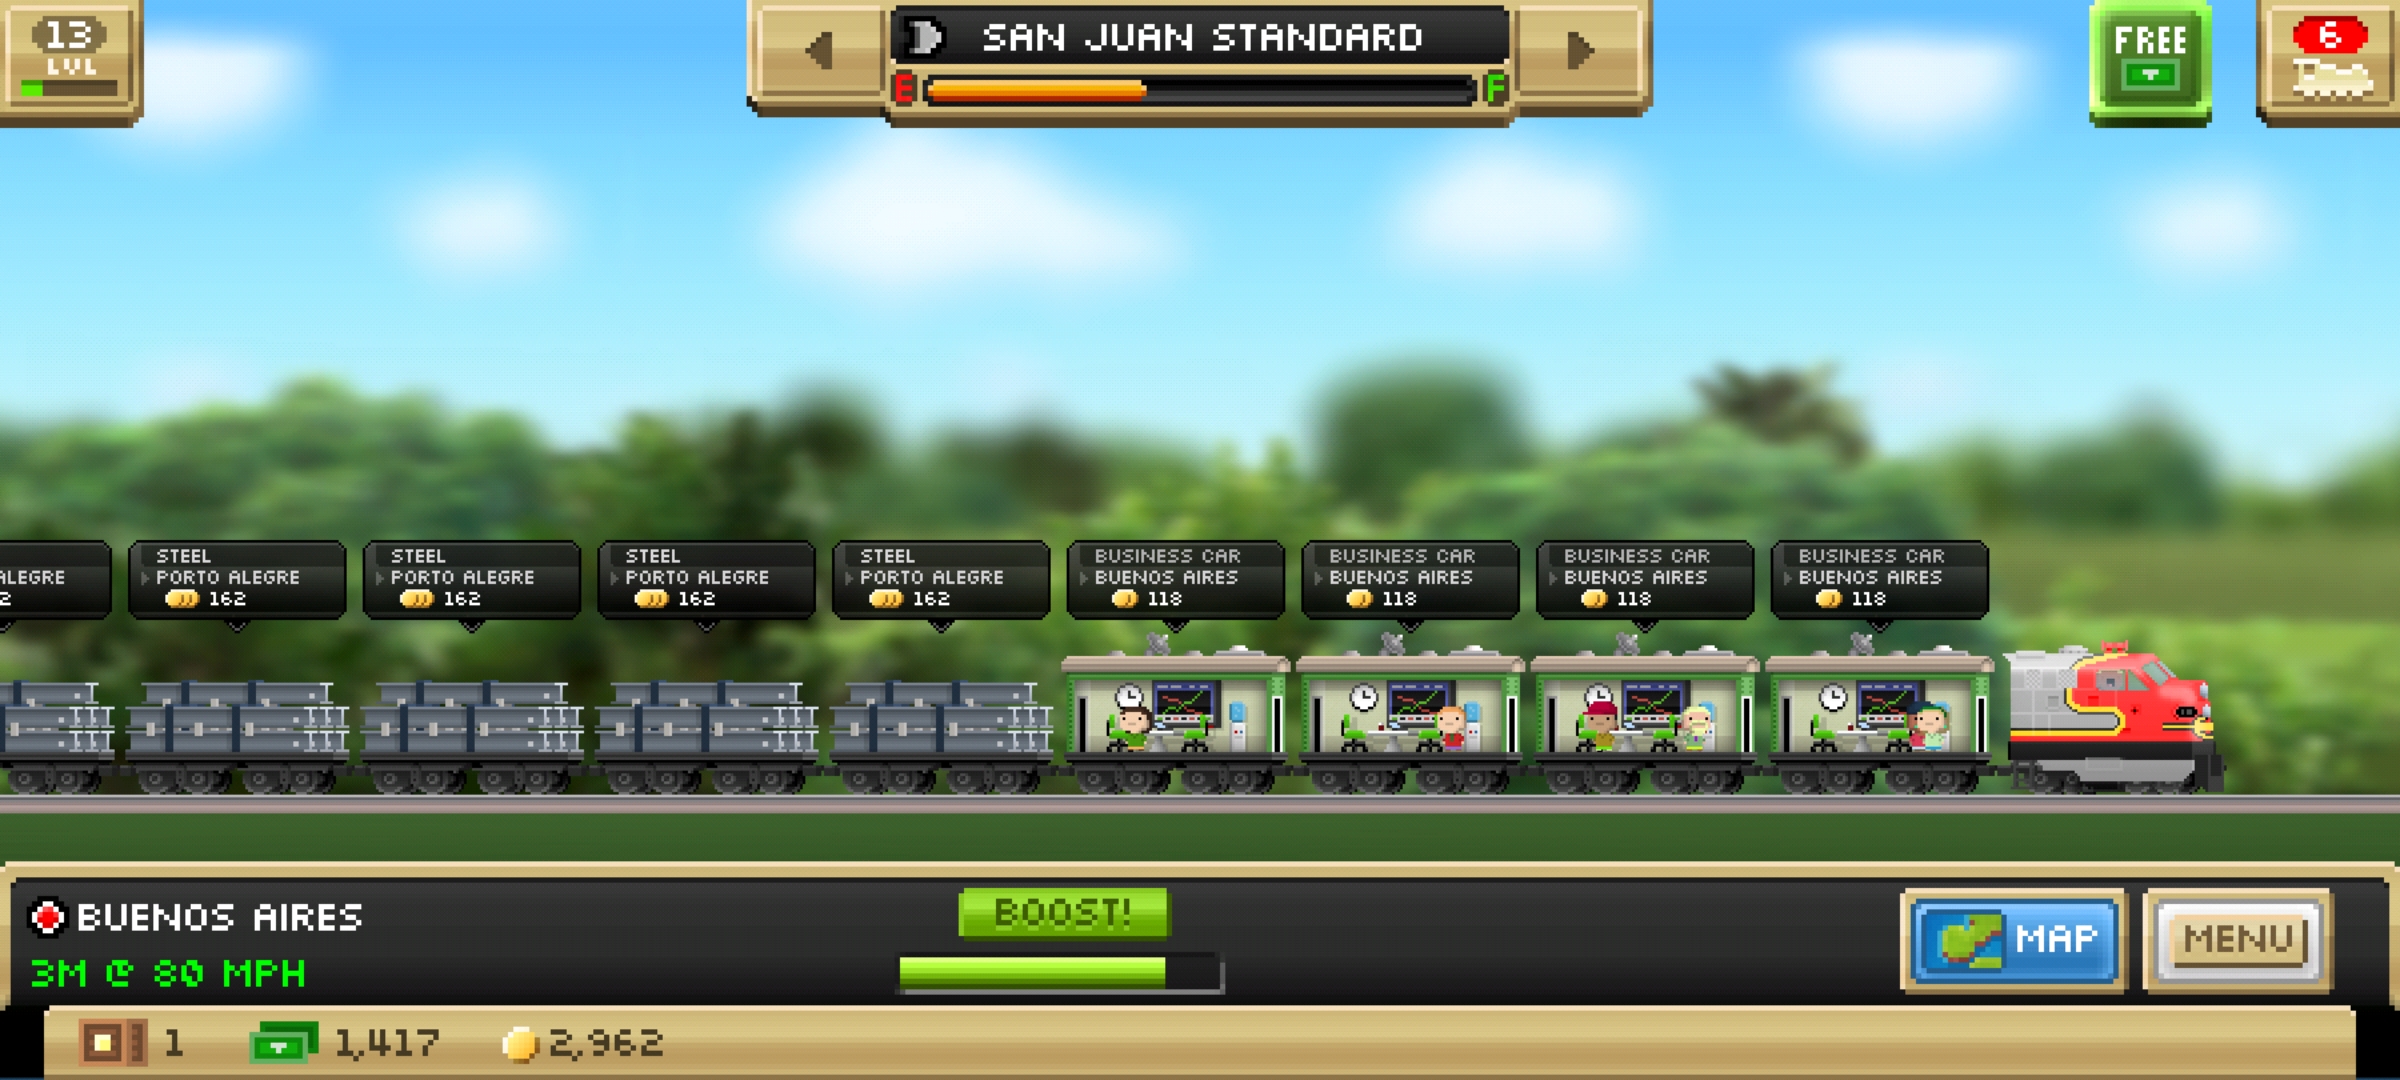 13
LVL
SAN JUAN STANDARD
E F
FREE
6
ALEGRE
2
STEEL
PORTO ALEGRE
162
STEEL
PORTO ALEGRE
162
STEEL
PORTO ALEGRE
162
STEEL
PORTO ALEGRE
162
BUSINESS CAR
BUENOS AIRES
118
BUSINESS CAR
BUENOS AIRES
118
BUSINESS CAR
BUENOS AIRES
118
BUSINESS CAR
BUENOS AIRES
118
BUENOS AIRES
3M @ 80 MPH
BOOST!
MAP
MENU
1
1,417
2,962